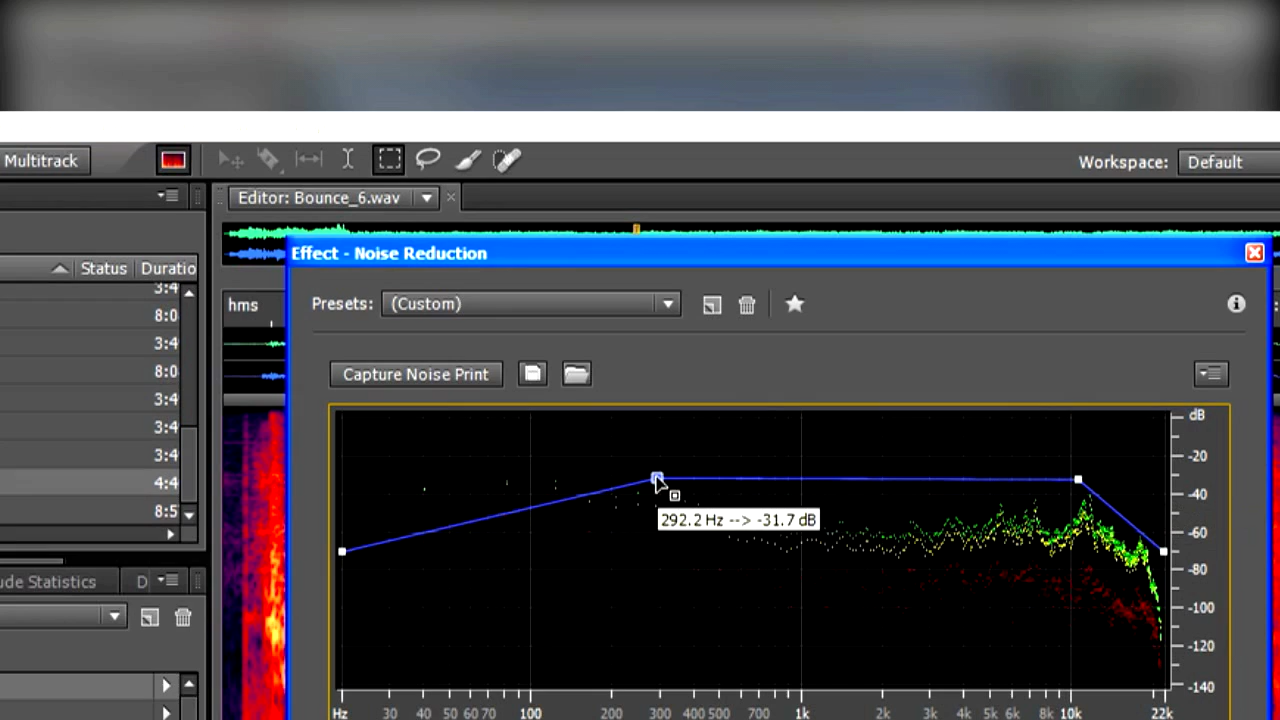 Multitrack
Workspace: Default
Editor: Bounce_6.wav
Effect - Noise Reduction
Status Duratio
3:4
hms
Presets: (Custom)
8:0
3:4
8:0
Capture Noise Print
3:4
3:4
3:4
4:4
8:5
dB
-20
-40
-60
-80
-100
-120
-140
292.2 Hz --> -31.7 dB
ude Statistics D
Hz 30 40 50 60 70 100 200 300 400 500 700 1k 2k 3k 4k 5k 6k 8k 10k 22k